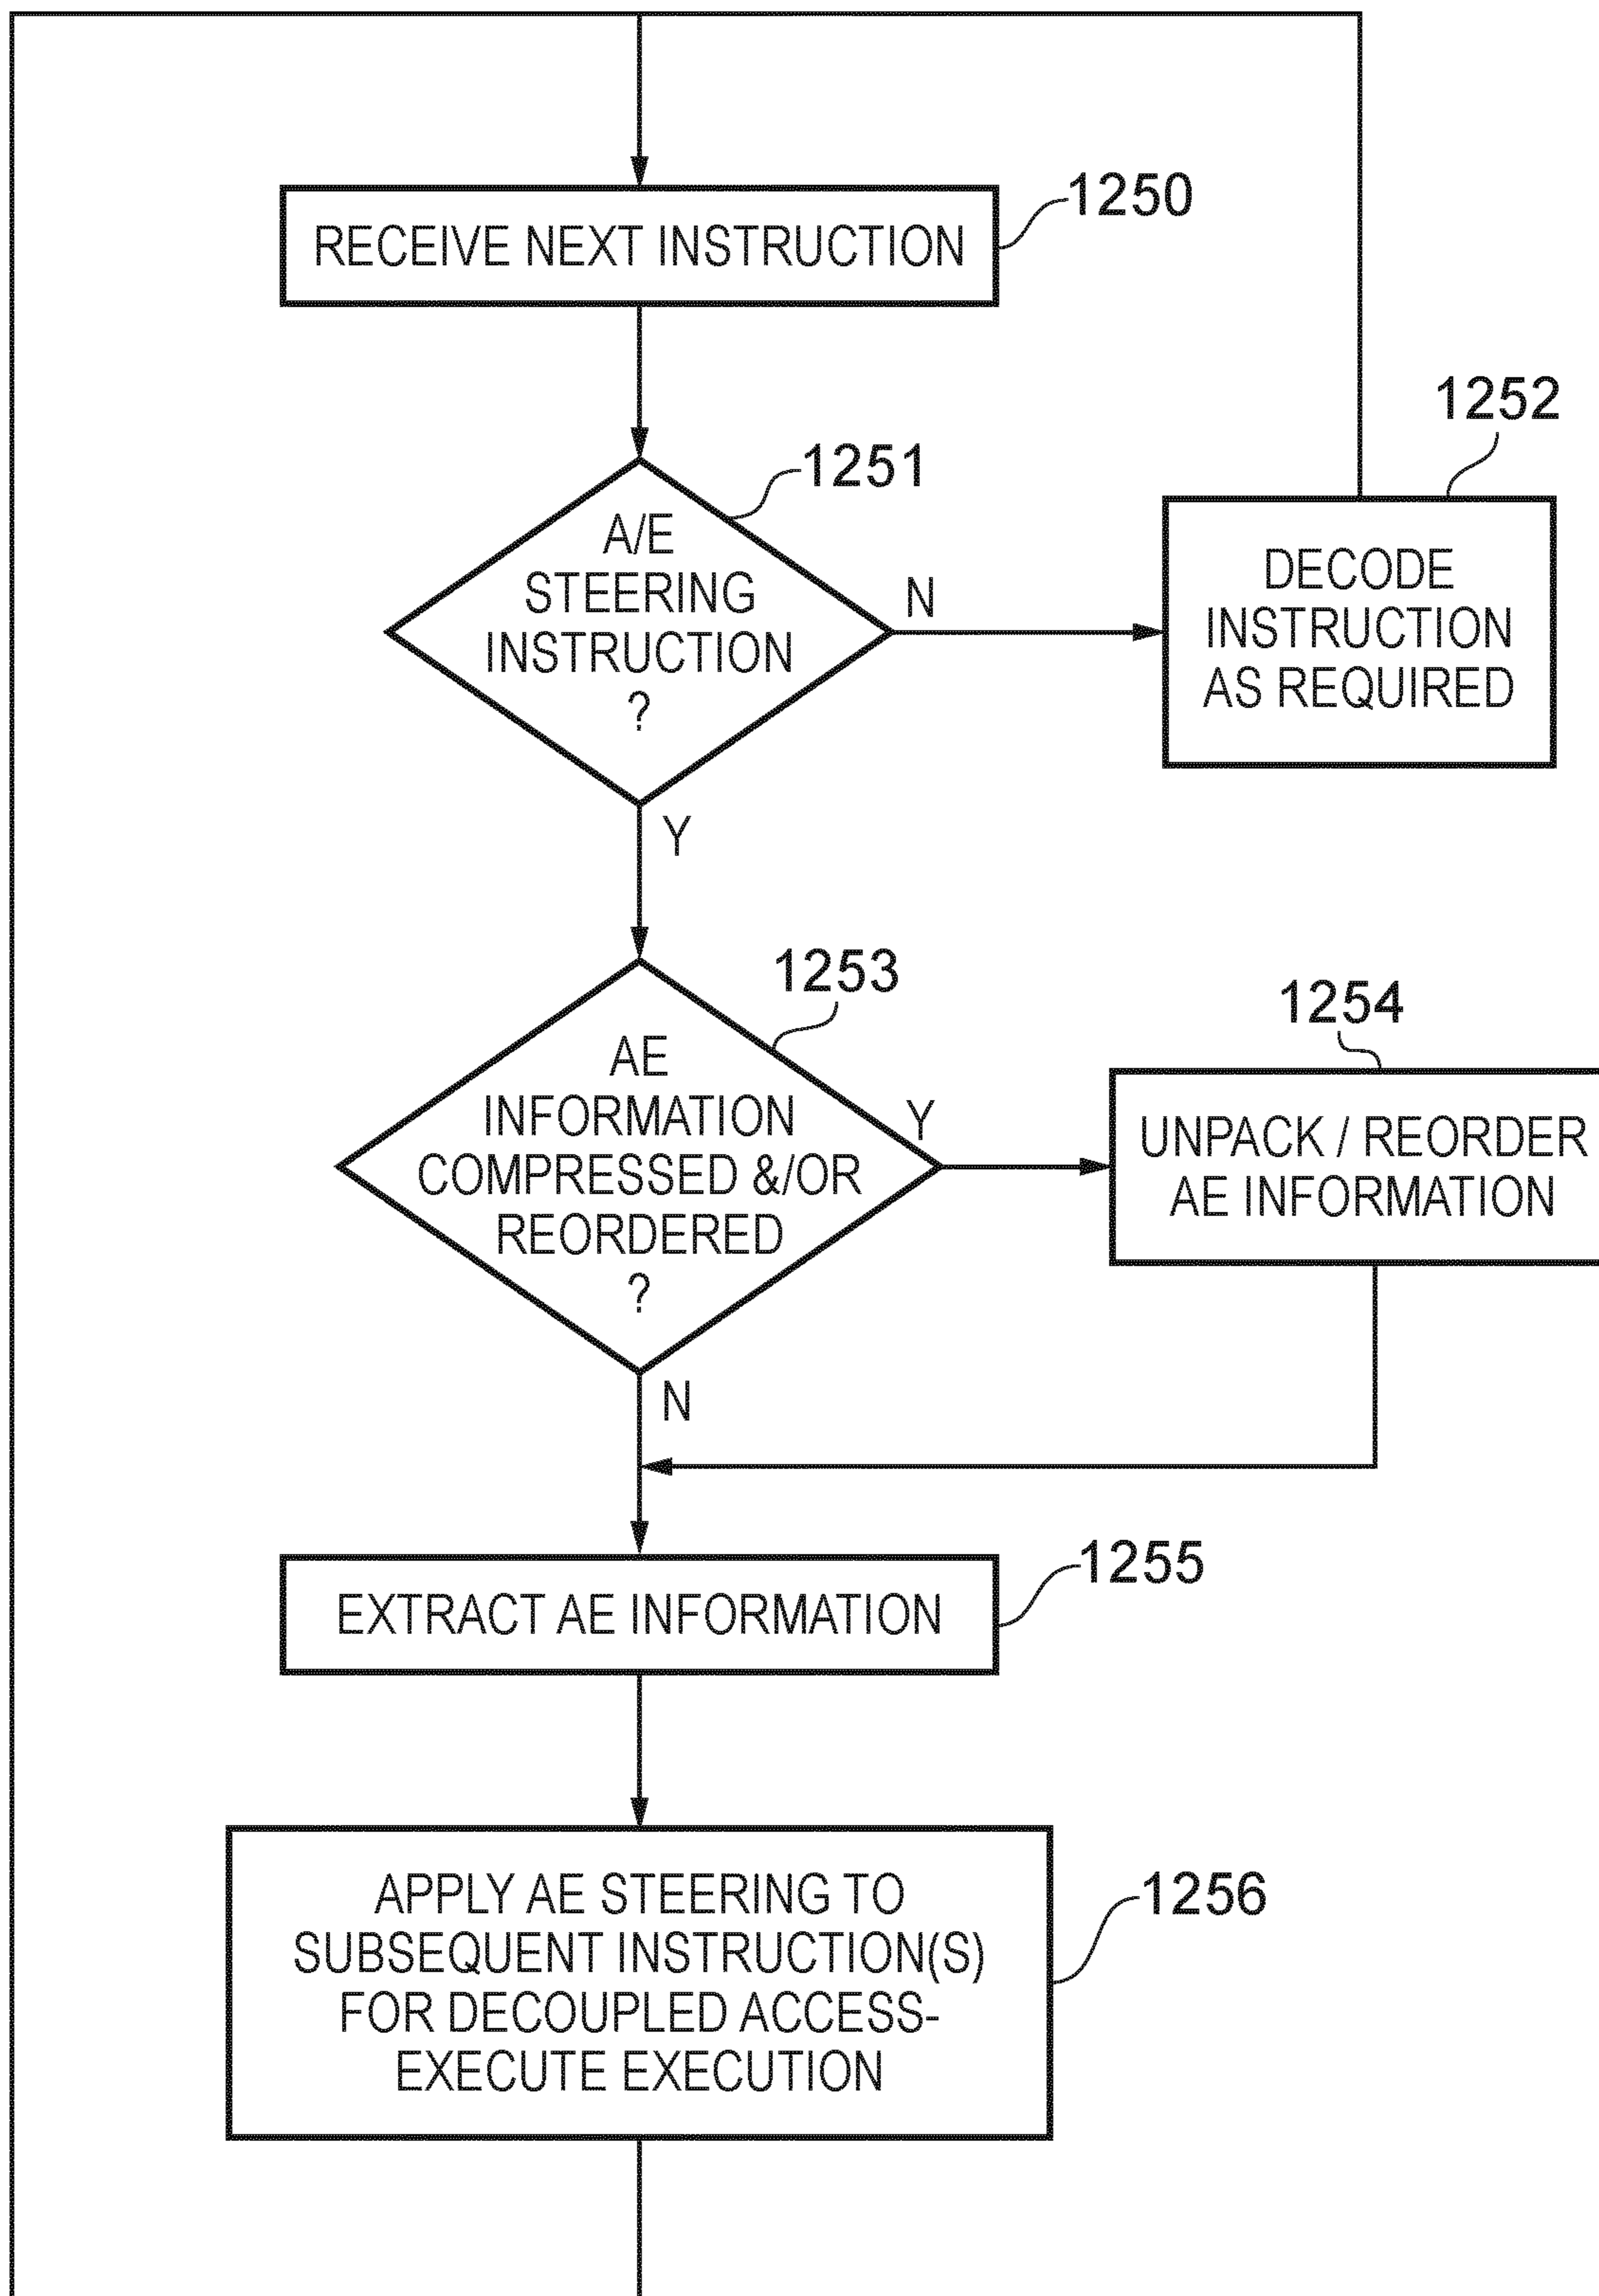 1250
RECEIVE NEXT INSTRUCTION
1251
A/E
STEERING
INSTRUCTION
?
N
1252
DECODE
INSTRUCTION
AS REQUIRED
Y
1253
AE
INFORMATION
COMPRESSED &/OR
REORDERED
?
Y
1254
UNPACK / REORDER
AE INFORMATION
N
1255
EXTRACT AE INFORMATION
1256
APPLY AE STEERING TO
SUBSEQUENT INSTRUCTION(S)
FOR DECOUPLED ACCESS-
EXECUTE EXECUTION